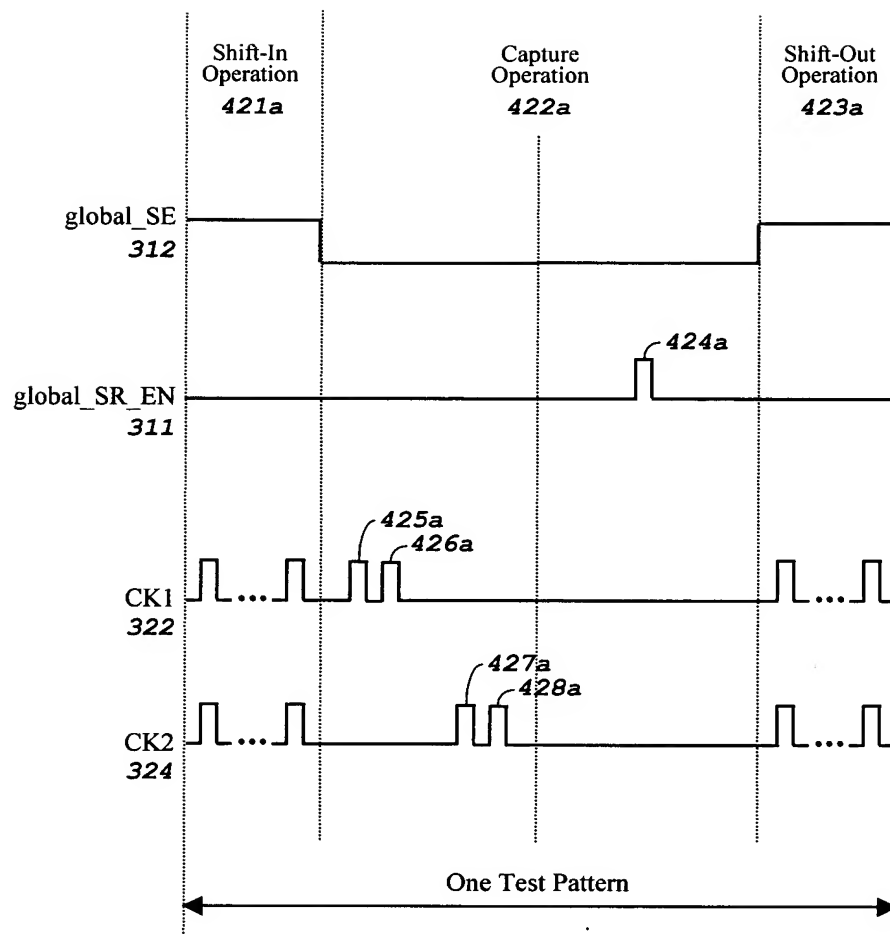 Shift-In
Operation
421a
Capture
Operation
422a
Shift-Out
Operation
423a
global_SE
312
424a
global_SR_EN
311
425a
426a
CK1
322
427a
428a
CK2
324
One Test Pattern